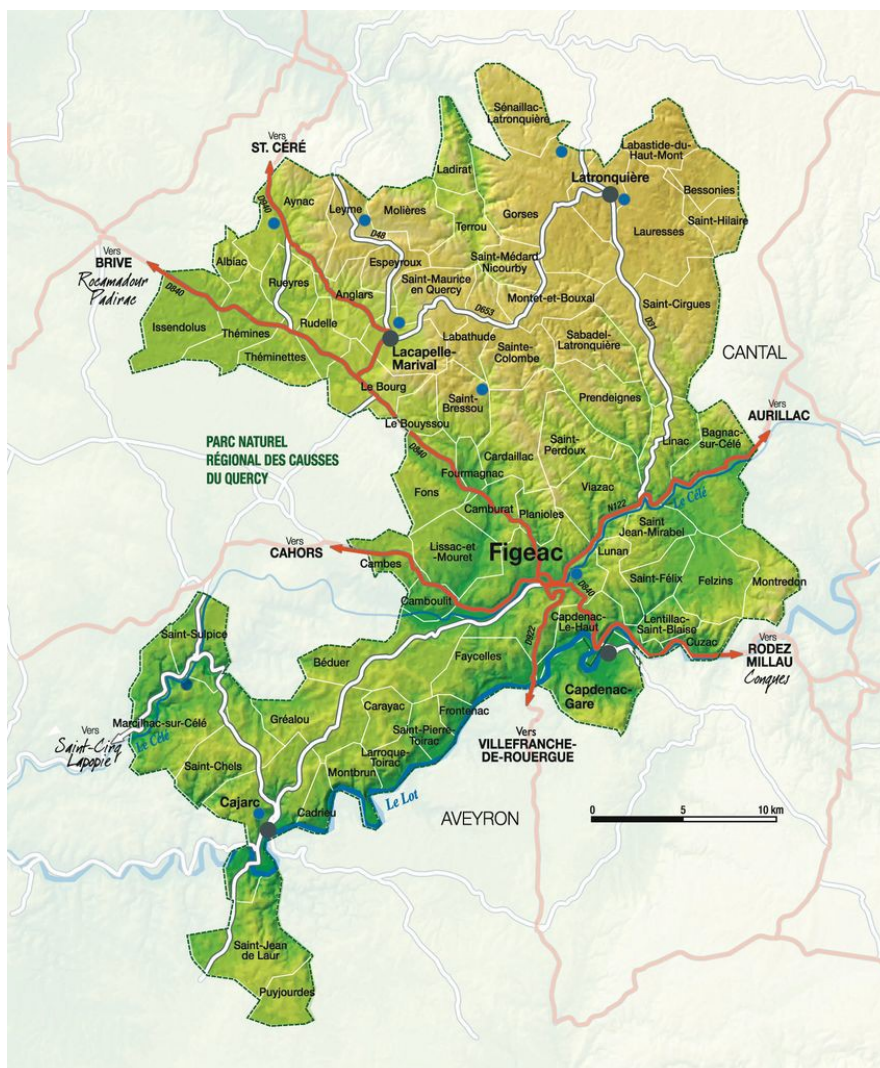 Sénaillac-
Latronquière
Vers
ST. CÉRÉ
Labastide-du-
Haut-Mont
Ladirat
Latronquière
Bessonies
Aynac
D940
Leyme
Molières
Gorses
Saint-Hilaire
Lauresses
Terrou
D48
Vers
BRIVE
Rocamadour
Padirac
Albiac
Espeyroux
Saint-Médard
Nicourby
Rueyres
Saint-Maurice
en Quercy
D840
Anglars
Montet-et-Bouxal
Saint-Cirgues
D653
Issendolus
Thémines
Rudelle
Labathude
Sainte-
Colombe
Sabadel-
Latronquière
D31
Théminettes
Lacapelle-
Marival
CANTAL
Le Bourg
Saint-
Bressou
Prendeignes
Vers
AURILLAC
Le Bouyssou
PARC NATUREL
RÉGIONAL DES CAUSSES
DU QUERCY
D840
Cardaillac
Saint-
Perdoux
Linac
Bagnac-
sur-Célé
Fourmagnac
Fons
Viazac
Le Célé
Camburat
Planioles
N122
Saint
Jean-Mirabel
Vers
CAHORS
Lissac-et
-Mouret
Figeac
Lunan
Cambes
Saint-Félix
Felzins
Montredon
D840
Camboulit
Capdenac-
Le-Haut
Lentillac-
Saint-Blaise
Cuzac
Saint-Sulpice
D922
Vers
RODEZ
MILLAU
Conques
Béduer
Faycelles
Capdenac-
Gare
Marcilhac-sur-Célé
Carayac
Frontenac
Gréalou
Saint-Pierre-
Toirac
Vers
Saint-Cirq
Lapopie
Le Célé
Vers
VILLEFRANCHE-
DE-ROUERGUE
Saint-Chels
Larroque-
Toirac
Montbrun
Cajarc
Cadrieu
Le Lot
AVEYRON
0 5 10 km
Saint-Jean
de Laur
Puyjourdes